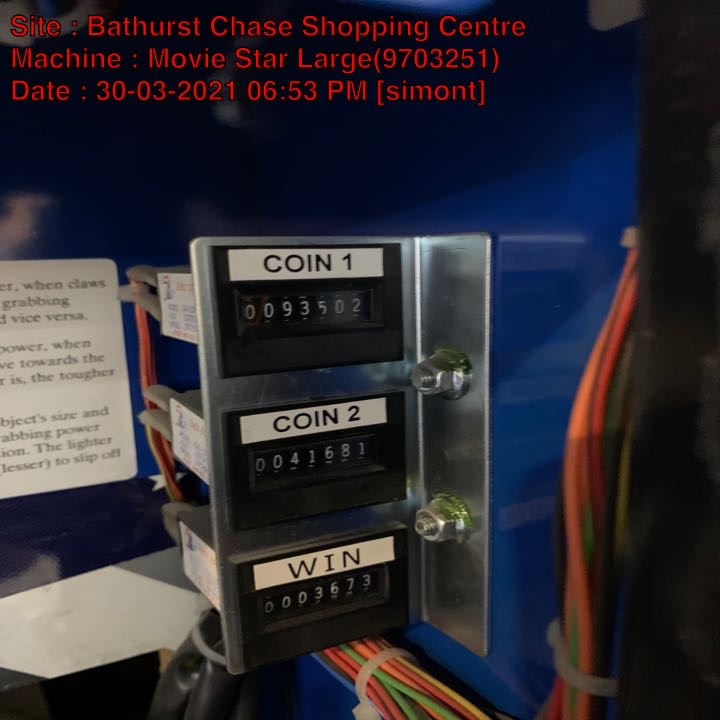 Site : Bathurst Chase Shopping Centre
Machine : Movie Star Large(9703251)
Date : 30-03-2021 06:53 PM [simont]
er, when claws
grabbing
d vice versa.
power, when
ve towards the
r is, the tougher
bject's size and
rabbing power
ion. The lighter
(lesser) to slip off
COIN 1
0093502
COIN 2
0041681
WIN
0003673